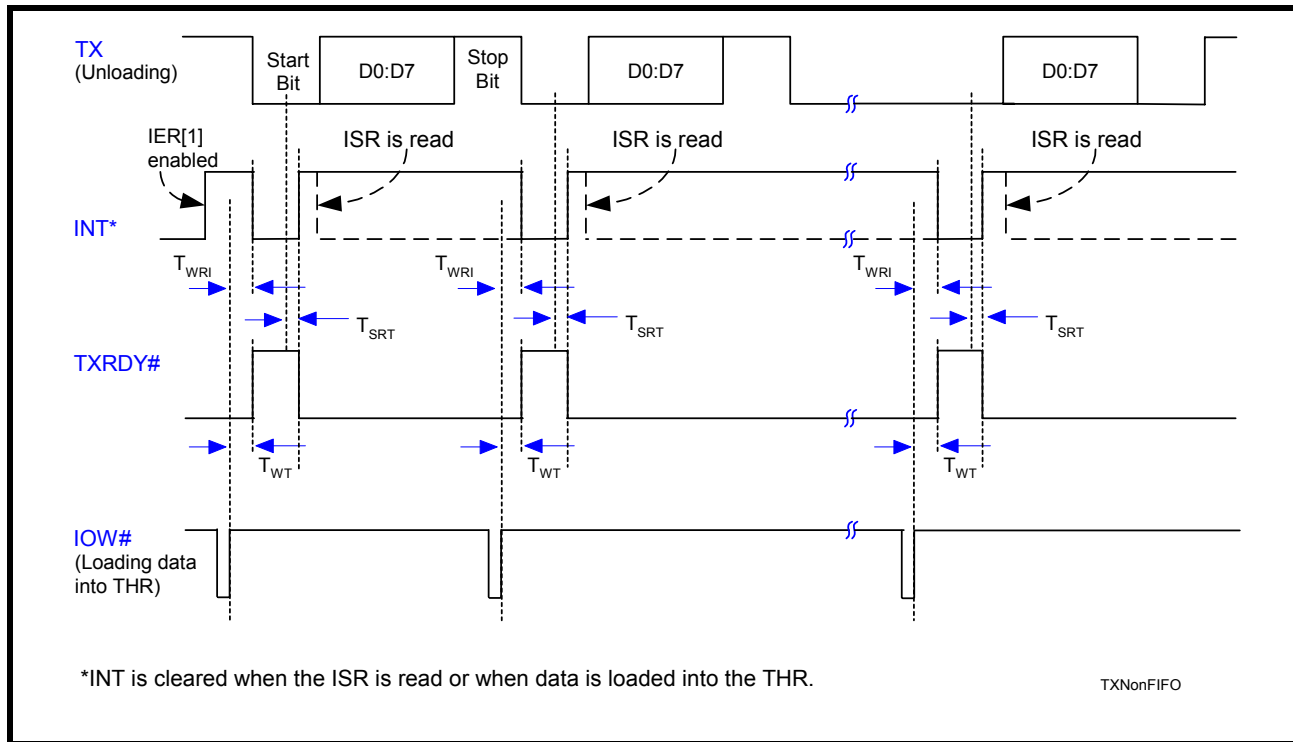 TX
(Unloading)
Start
Bit
D0:D7
Stop
Bit
D0:D7
D0:D7
IER[1]
enabled
ISR is read
ISR is read
ISR is read
INT*
TWRI
TWRI
TWRI
TSRT
TSRT
TSRT
TXRDY#
TWT
TWT
TWT
IOW#
(Loading data
into THR)
*INT is cleared when the ISR is read or when data is loaded into the THR.
TXNonFIFO